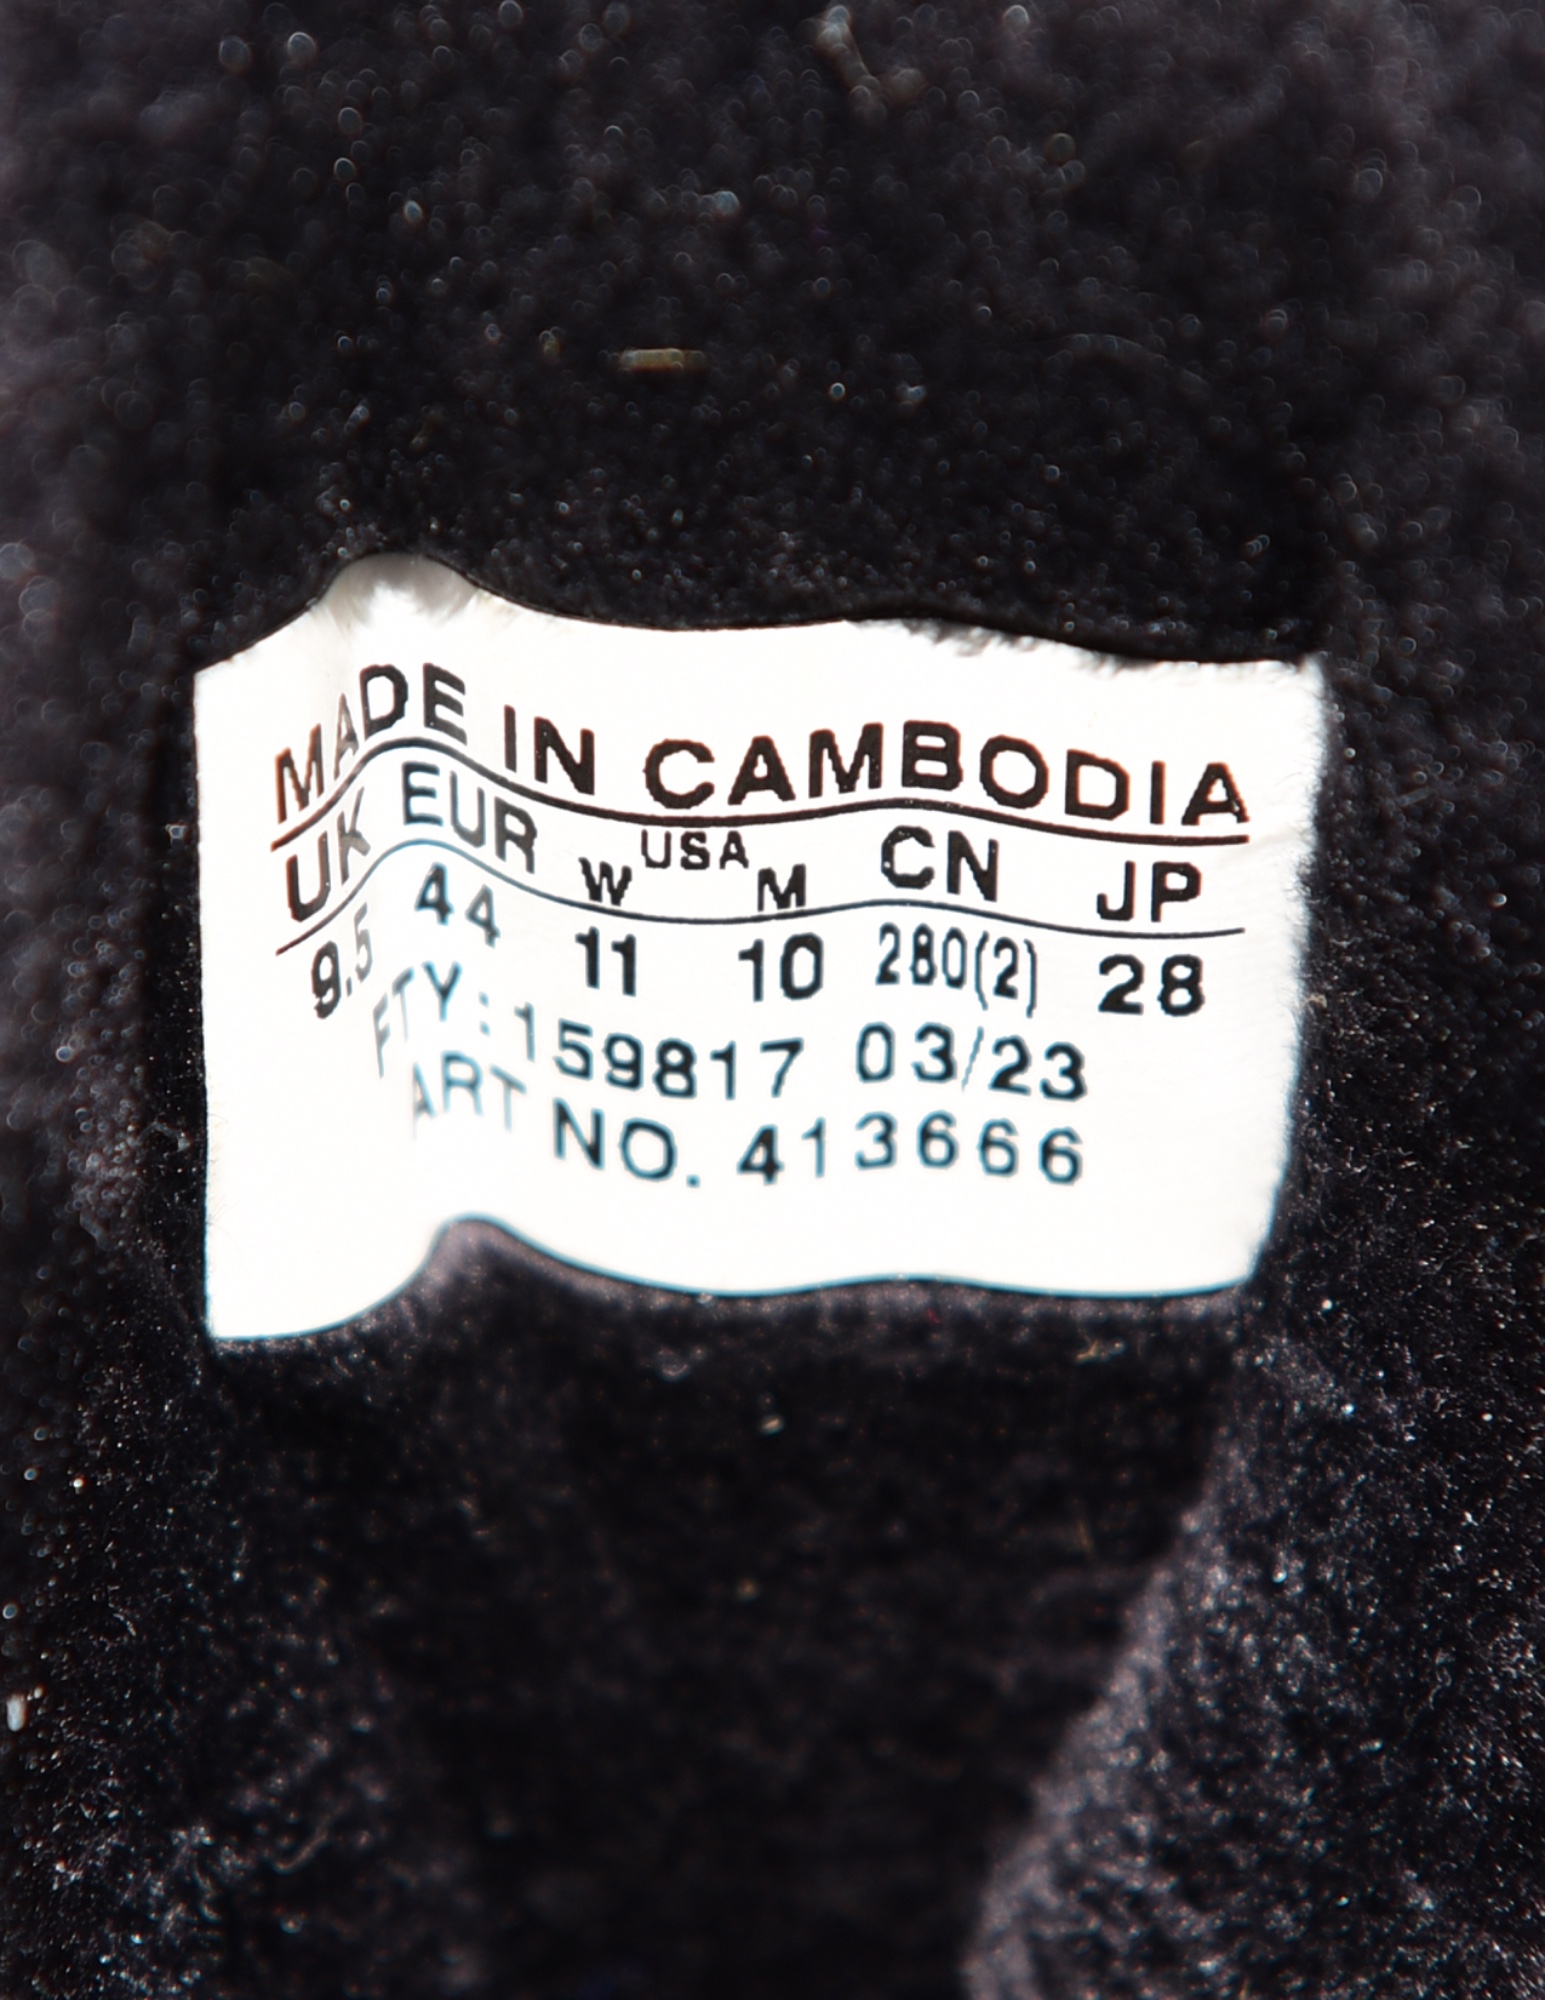 MADE IN CAMBODIA
UK EUR W USA M CN JP
9.5 44 11 10 280(2) 28
FTY: 159817 03/23
ART NO. 413666